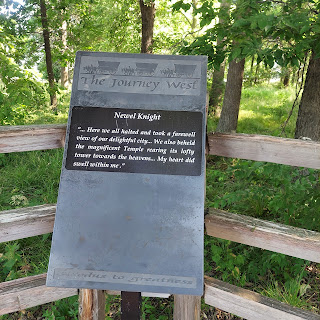 The Journey West
Newel Knight
"... Here we all halted and took a farewell
view of our delightful city... We also beheld
the magnificent Temple rearing its lofty
tower towards the heavens... My heart did
swell within me".
Exodus to Greatness